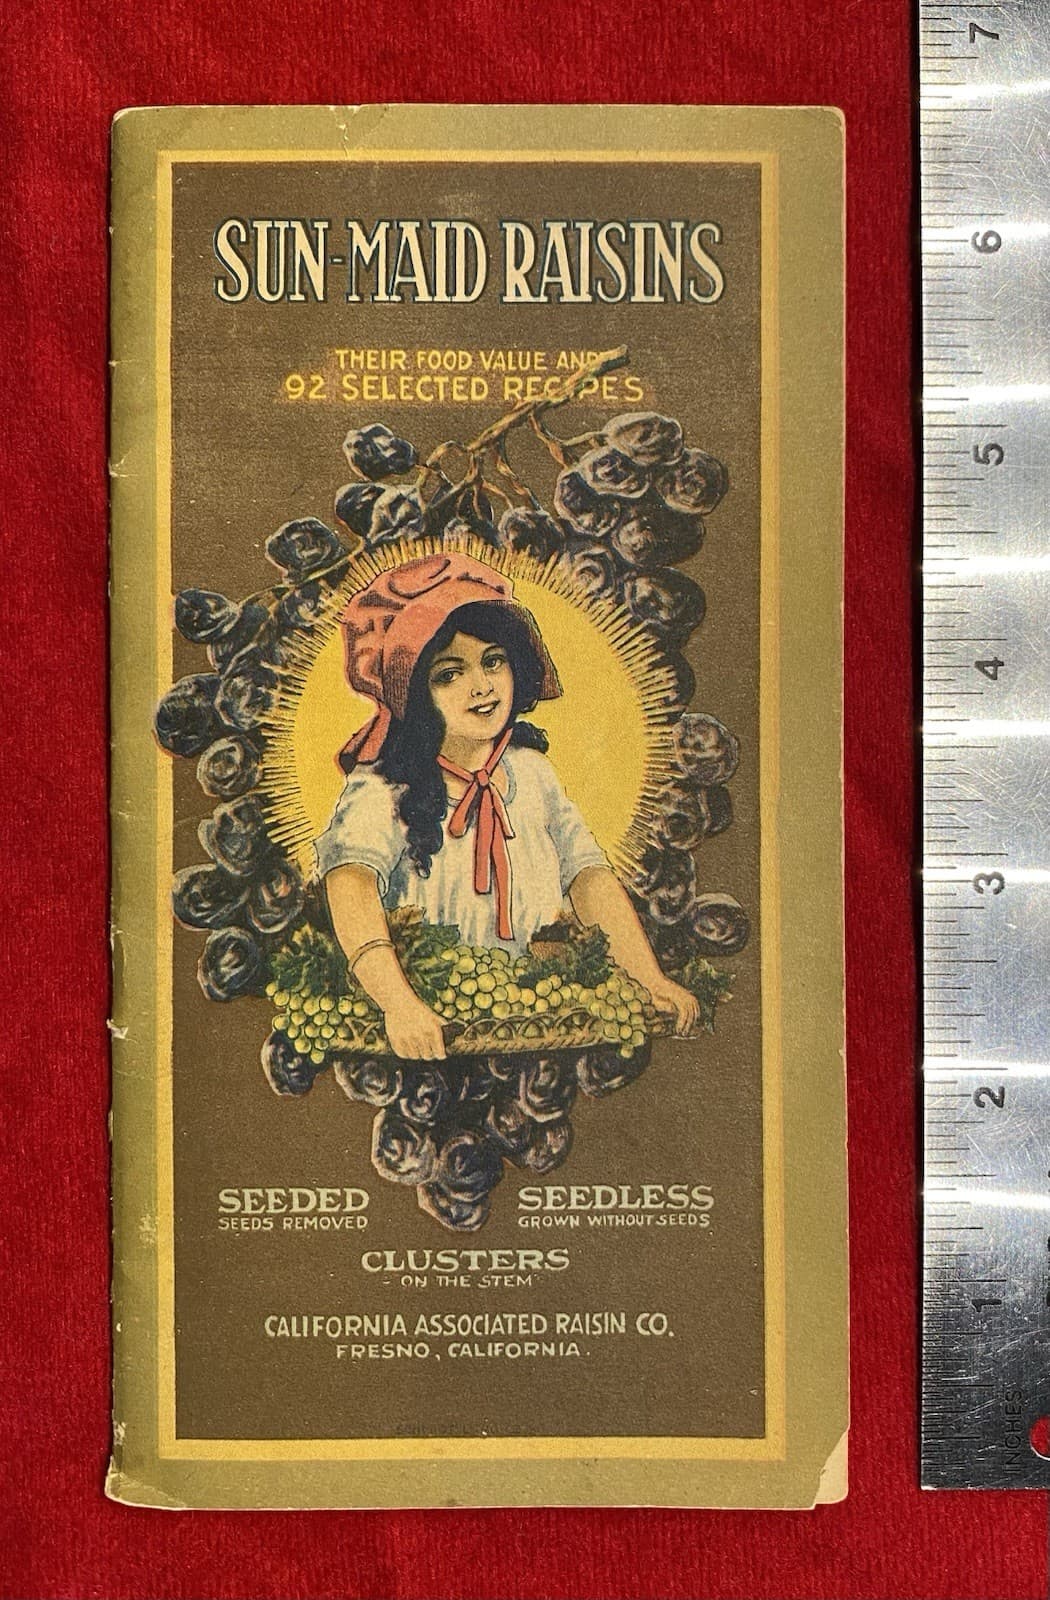 SUN-MAID RAISINS
THEIR FOOD VALUE AND
92 SELECTED RECIPES
SEEDED
SEEDS REMOVED
SEEDLESS
GROWN WITHOUT SEEDS
CLUSTERS
- ON THE STEM -
CALIFORNIA ASSOCIATED RAISIN CO.
FRESNO, CALIFORNIA.
7
6
5
4
3
2
1
INCHES